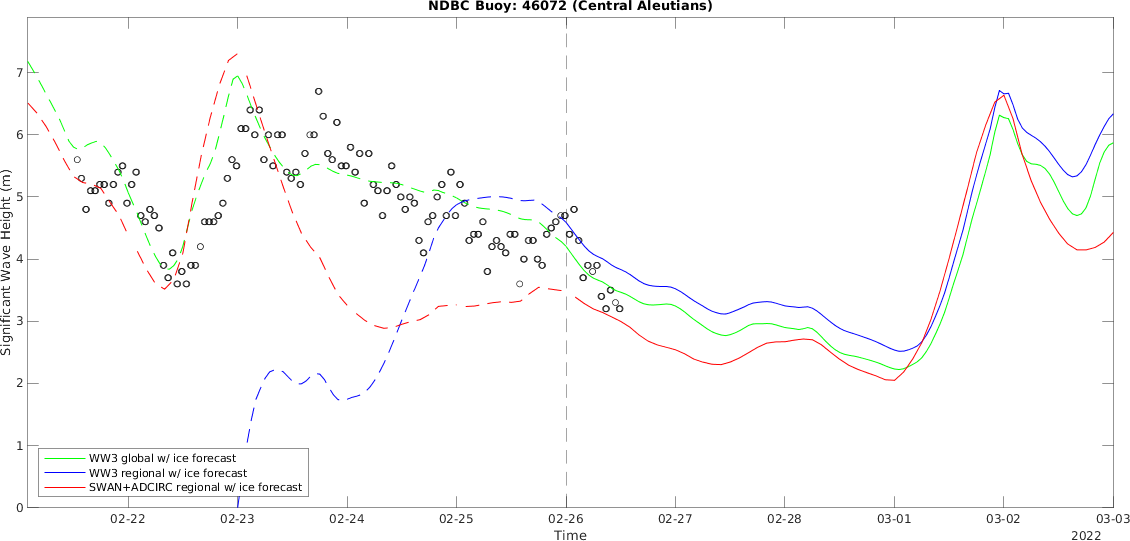 NDBC Buoy: 46072 (Central Aleutians)
Significant Wave Height (m)
7
6
5
4
3
2
1
0
WW3 global w/ ice forecast
WW3 regional w/ ice forecast
SWAN+ADCIRC regional w/ ice forecast
02-22 02-23 02-24 02-25 02-26 02-27 02-28 03-01 03-02 03-03
Time
2022